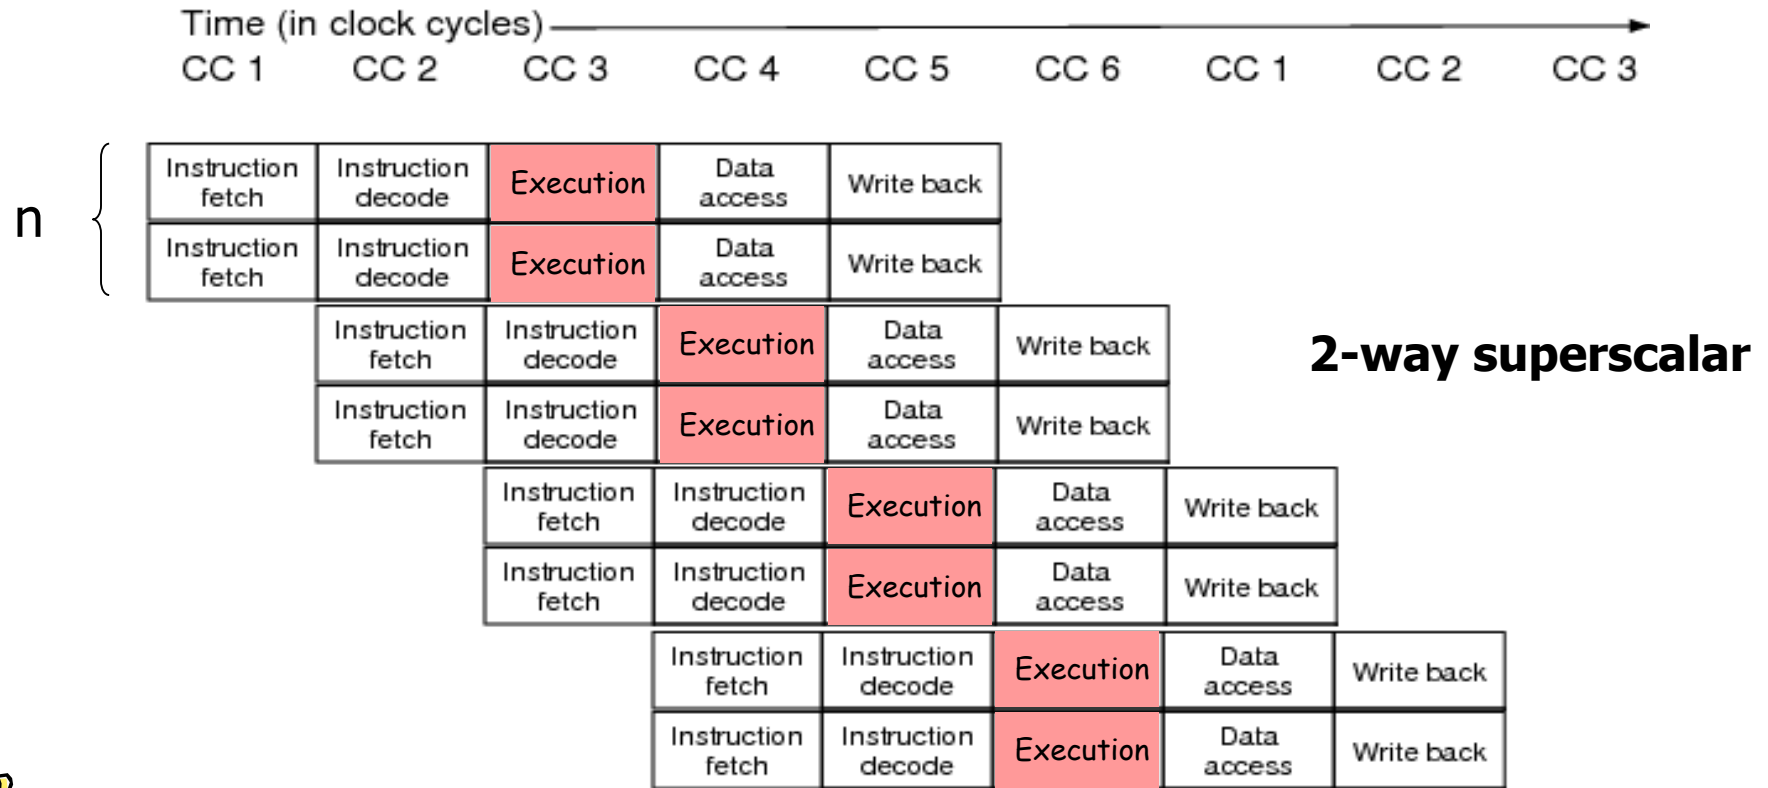 Time (in clock cycles)
CC 1 CC 2 CC 3 CC 4 CC 5 CC 6 CC 1 CC 2 CC 3
n
Instruction fetch Instruction decode Execution Data access Write back
Instruction fetch Instruction decode Execution Data access Write back
Instruction fetch Instruction decode Execution Data access Write back
2-way superscalar
Instruction fetch Instruction decode Execution Data access Write back
Instruction fetch Instruction decode Execution Data access Write back
Instruction fetch Instruction decode Execution Data access Write back
Instruction fetch Instruction decode Execution Data access Write back
Instruction fetch Instruction decode Execution Data access Write back